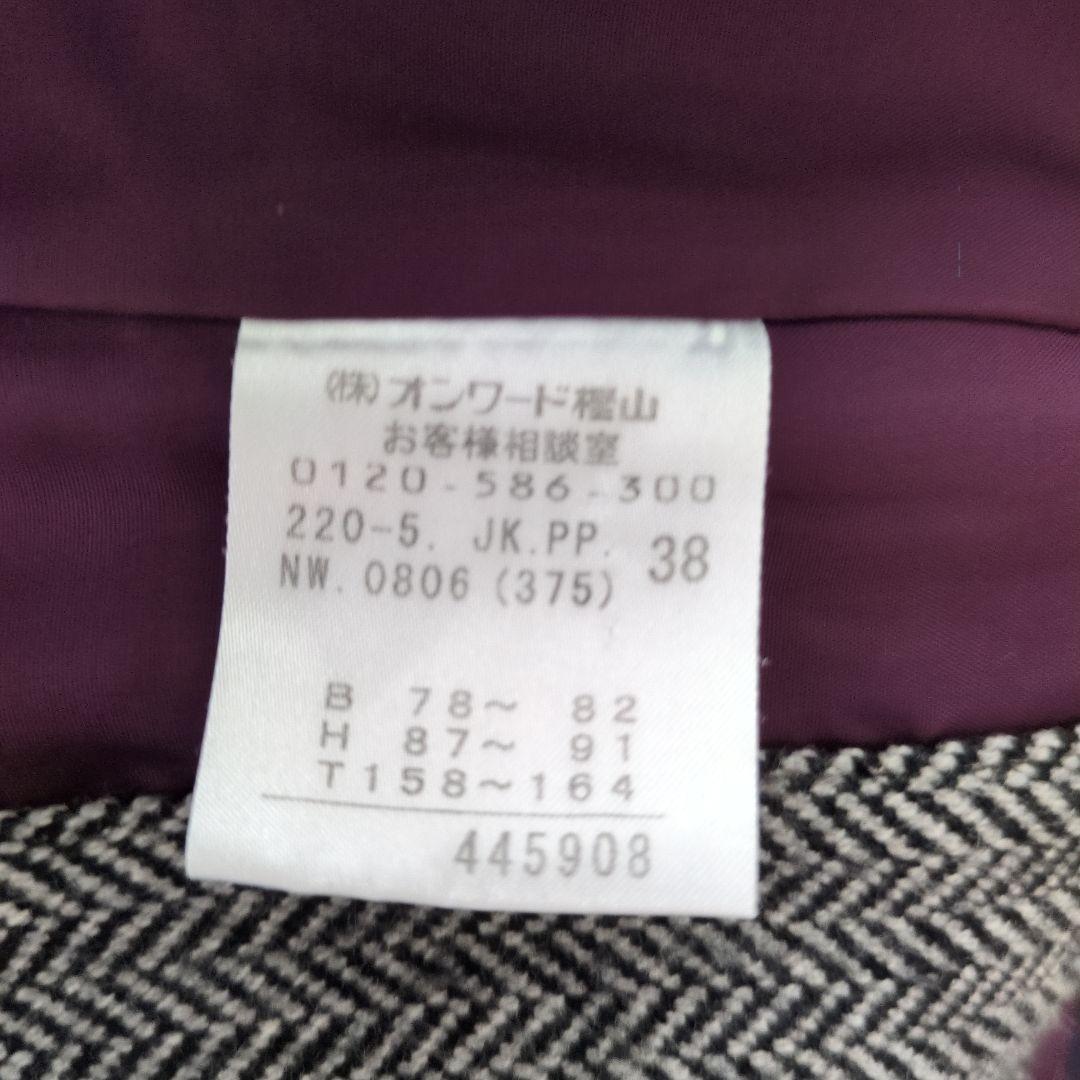 (株)オンワード樫山
お客様相談室
0120-586-300
220-5. JK.PP. 38
NW. 0806 (375)
B 78~ 82
H 87~ 91
T158~164
445908